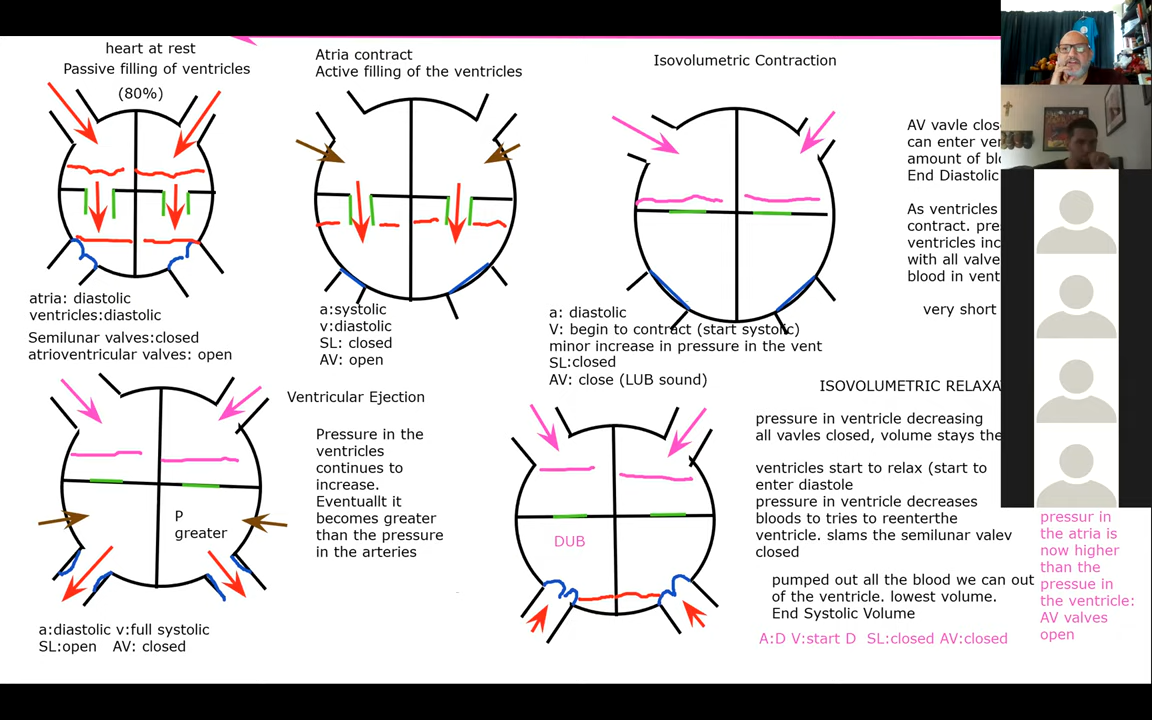 heart at rest
Passive filling of ventricles
(80%)
atria: diastolic
ventricles:diastolic
Semilunar valves:closed
atrioventricular valves: open
Atria contract
Active filling of the ventricles
a:systolic
v:diastolic
SL: closed
AV: open
Isovolumetric Contraction
a: diastolic
V: begin to contract (start systolic)
minor increase in pressure in the vent
SL:closed
AV: close (LUB sound)
AV vavle clos
can enter ver
amount of blo
End Diastolic
As ventricles
contract. pre
ventricles inc
with all valve
blood in vent
very short
P
greater
a:diastolic v:full systolic
SL:open AV: closed
Ventricular Ejection
Pressure in the
ventricles
continues to
increase.
Eventuallt it
becomes greater
than the pressure
in the arteries
DUB
ISOVOLUMETRIC RELAXA
pressure in ventricle decreasing
all vavles closed, volume stays the
ventricles start to relax (start to
enter diastole
pressure in ventricle decreases
bloods to tries to reenterthe
ventricle. slams the semilunar valev
closed
pumped out all the blood we can out
of the ventricle. lowest volume.
End Systolic Volume
A:D V:start D SL:closed AV:closed
pressur in
the atria is
now higher
than the
pressue in
the ventricle:
AV valves
open